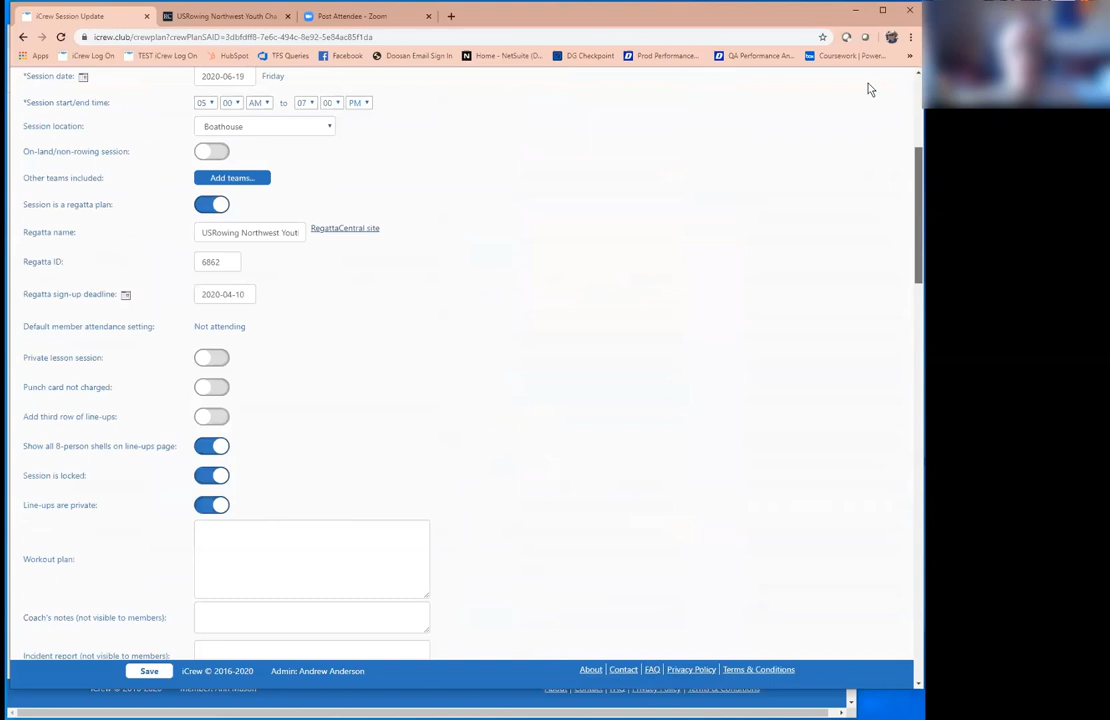 iCrew Session Update
USRowing Northwest Youth Cha
Post Attendee - Zoom
icrew.club/crewplan?crewPlanSAID=3dbfdff8-7e6c-494c-8e92-5e84ac85f1da
Apps iCrew Log On TEST iCrew Log On HubSpot TFS Queries Facebook Doosan Email Sign In Home - NetSuite (D... DG Checkpoint Prod Performance... QA Performance An... Coursework | Power...
*Session date: 2020-06-19 Friday
*Session start/end time: 05 00 AM to 07 00 PM
Session location: Boathouse
On-land/non-rowing session:
Other teams included: Add teams...
Session is a regatta plan:
Regatta name: USRowing Northwest Yout RegattaCentral site
Regatta ID: 6862
Regatta sign-up deadline: 2020-04-10
Default member attendance setting: Not attending
Private lesson session:
Punch card not charged:
Add third row of line-ups:
Show all 8-person shells on line-ups page:
Session is locked:
Line-ups are private:
Workout plan:
Coach's notes (not visible to members):
Incident report (not visible to members):
Save iCrew © 2016-2020 Admin: Andrew Anderson About Contact FAQ Privacy Policy Terms & Conditions